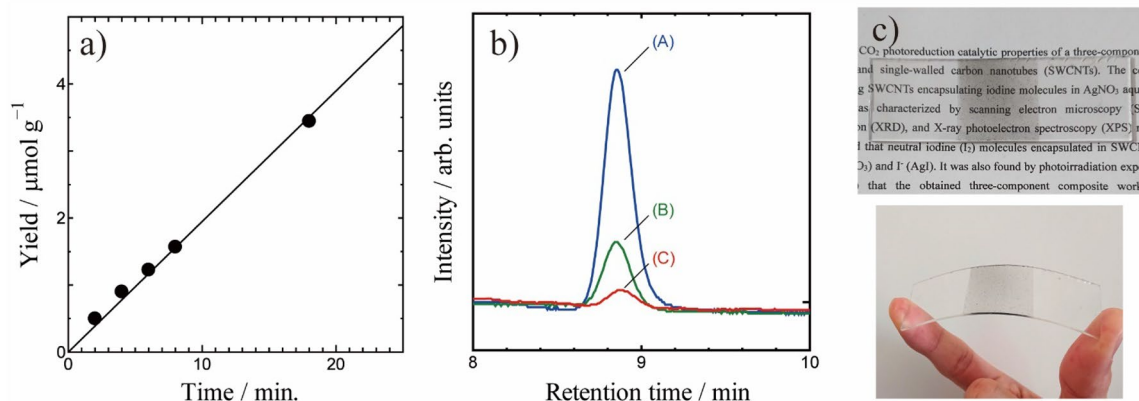 a)
Yield / μmol g⁻¹
4
2
0
0 10 20
Time / min.
b)
Intensity / arb. units
(A)
(B)
(C)
8 9 10
Retention time / min
c)
CO₂ photoreduction catalytic properties of a three-compon
and single-walled carbon nanotubes (SWCNTs). The c
g SWCNTs encapsulating iodine molecules in AgNO₃ aqu
as characterized by scanning electron microscopy (S
on (XRD), and X-ray photoelectron spectroscopy (XPS)
d that neutral iodine (I₂) molecules encapsulated in SWC
O₃) and I⁻ (AgI). It was also found by photoirradiation exp
that the obtained three-component composite work